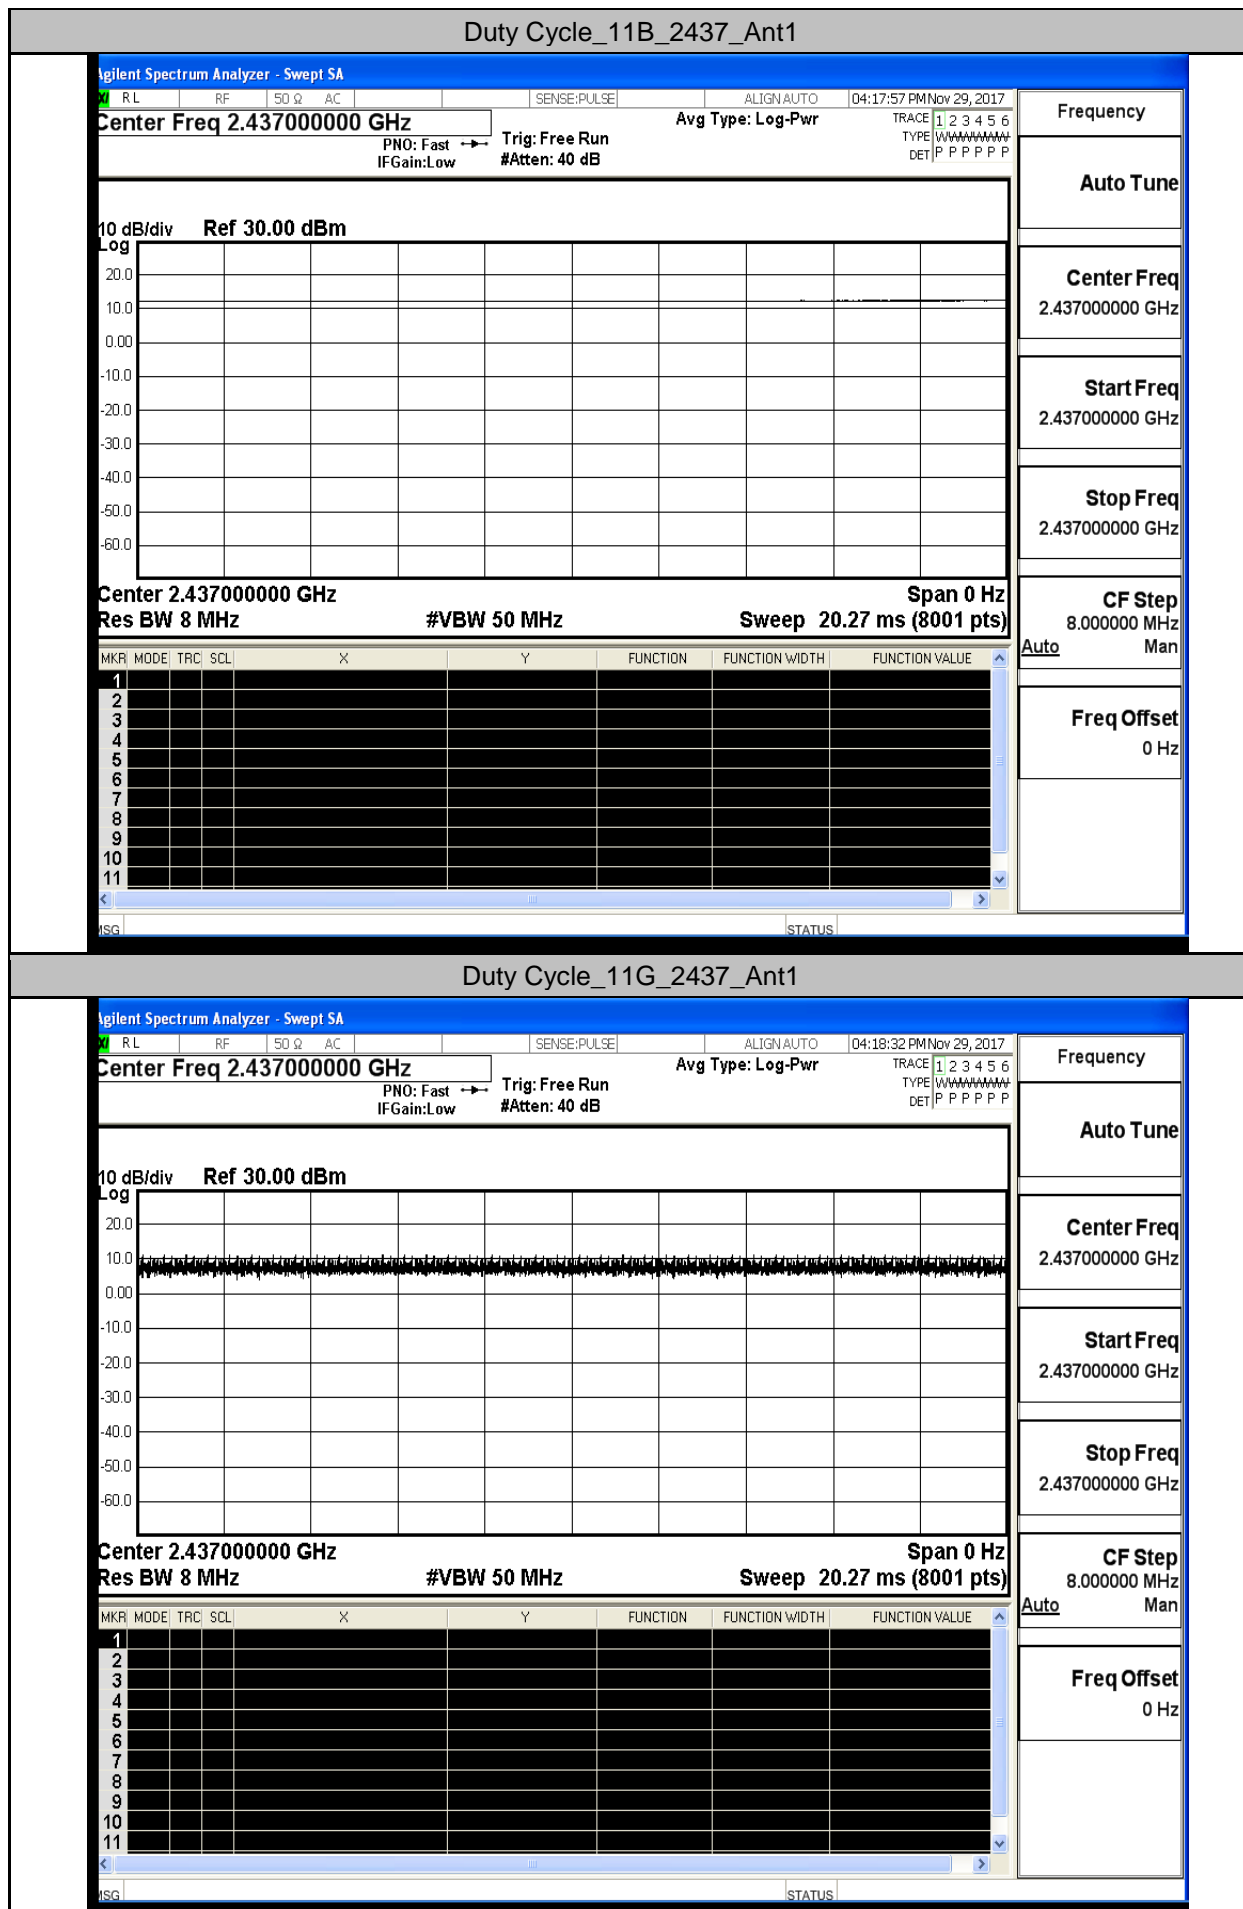 Duty Cycle_11B_2437_Ant1
Agilent Spectrum Analyzer - Swept SA
XI RL RF 50 Ω AC SENSE:PULSE ALIGN AUTO 04:17:57 PM Nov 29, 2017
Center Freq 2.437000000 GHz
PNO: Fast
IFGain:Low
Trig: Free Run
#Atten: 40 dB
Avg Type: Log-Pwr
TRACE 1 2 3 4 5 6
TYPE
DET P P P P P P
10 dB/div Ref 30.00 dBm
Log
20.0
10.0
0.00
-10.0
-20.0
-30.0
-40.0
-50.0
-60.0
Center 2.437000000 GHz Span 0 Hz
Res BW 8 MHz #VBW 50 MHz Sweep 20.27 ms (8001 pts)
MKR MODE TRC SCL X Y FUNCTION FUNCTION WIDTH FUNCTION VALUE
1
2
3
4
5
6
7
8
9
10
11
MSG STATUS
Frequency
Auto Tune
Center Freq
2.437000000 GHz
Start Freq
2.437000000 GHz
Stop Freq
2.437000000 GHz
CF Step
8.000000 MHz
Auto Man
Freq Offset
0 Hz
Duty Cycle_11G_2437_Ant1
Agilent Spectrum Analyzer - Swept SA
XI RL RF 50 Ω AC SENSE:PULSE ALIGN AUTO 04:18:32 PM Nov 29, 2017
Center Freq 2.437000000 GHz
PNO: Fast
IFGain:Low
Trig: Free Run
#Atten: 40 dB
Avg Type: Log-Pwr
TRACE 1 2 3 4 5 6
TYPE
DET P P P P P P
10 dB/div Ref 30.00 dBm
Log
20.0
10.0
0.00
-10.0
-20.0
-30.0
-40.0
-50.0
-60.0
Center 2.437000000 GHz Span 0 Hz
Res BW 8 MHz #VBW 50 MHz Sweep 20.27 ms (8001 pts)
MKR MODE TRC SCL X Y FUNCTION FUNCTION WIDTH FUNCTION VALUE
1
2
3
4
5
6
7
8
9
10
11
MSG STATUS
Frequency
Auto Tune
Center Freq
2.437000000 GHz
Start Freq
2.437000000 GHz
Stop Freq
2.437000000 GHz
CF Step
8.000000 MHz
Auto Man
Freq Offset
0 Hz